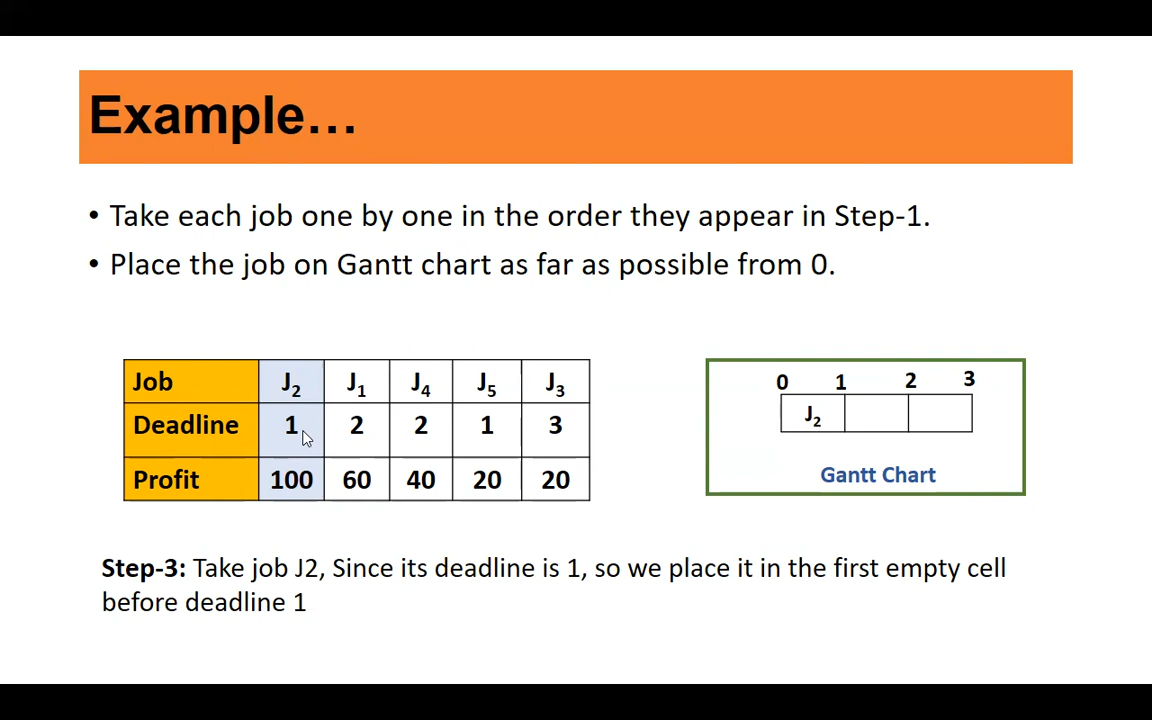 Example…
• Take each job one by one in the order they appear in Step-1.
• Place the job on Gantt chart as far as possible from 0.
Job J₂ J₁ J₄ J₅ J₃
Deadline 1 2 2 1 3
Profit 100 60 40 20 20
0 1 2 3
J₂
Gantt Chart
Step-3: Take job J2, Since its deadline is 1, so we place it in the first empty cell
before deadline 1